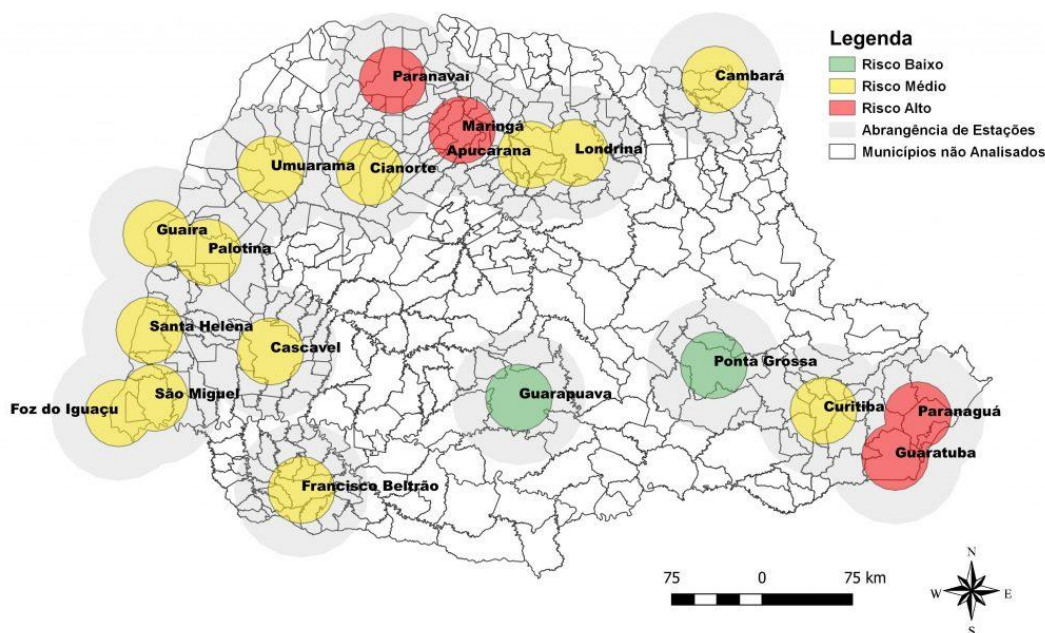 Legenda
Risco Baixo
Risco Médio
Risco Alto
Abrangência de Estações
Municípios não Analisados
Paranavaí
Cambará
Maringá
Apucarana
Londrina
Umuarama
Cianorte
Guaíra
Palotina
Santa Helena
Cascavel
Ponta Grossa
São Miguel
Guarapuava
Foz do Iguaçu
Curitiba
Paranaguá
Guaratuba
Francisco Beltrão
75 0 75 km
N
W E
S